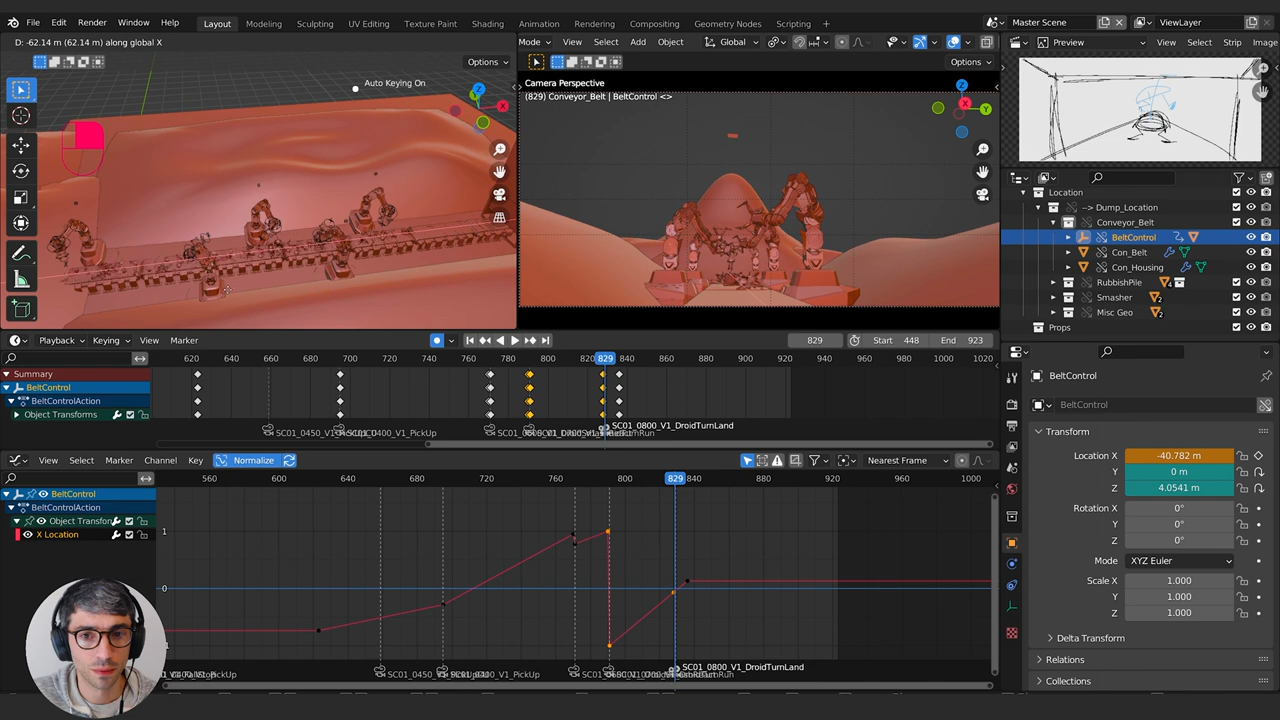 File Edit Render Window Help Layout Modeling Sculpting UV Editing Texture Paint Shading Animation Rendering Compositing Geometry Nodes Scripting + Master Scene ViewLayer
D: -62.14 m (62.14 m) along global X
Mode View Select Add Object Global
Preview View Select Strip Image
Options
Options
Auto Keying On
Camera Perspective
(829) Conveyor_Belt | BeltControl <>
Z
X
Z
X
Y
Location
--> Dump_Location
Conveyor_Belt
BeltControl
Con_Belt
Con_Housing
RubbishPile 4
Smasher 2
Misc Geo 2
Props
Playback Keying View Marker 829 Start 448 End 923
620 640 660 680 700 720 740 760 780 800 829 840 860 880 900 920 940 960 980 1000 1020
Summary
BeltControl
BeltControlAction
Object Transforms
SC01_0800_V1_DroidTurnLand
View Select Marker Channel Key Normalize Nearest Frame
560 600 640 680 720 760 800 829 840 880 920 960 1000
BeltControl
BeltControlAction
Object Transforn
X Location
1
0
SC01_0800_V1_DroidTurnLand
BeltControl
BeltControl
Transform
Location X -40.782 m
Y 0 m
Z 4.0541 m
Rotation X 0°
Y 0°
Z 0°
Mode XYZ Euler
Scale X 1.000
Y 1.000
Z 1.000
Delta Transform
Relations
Collections